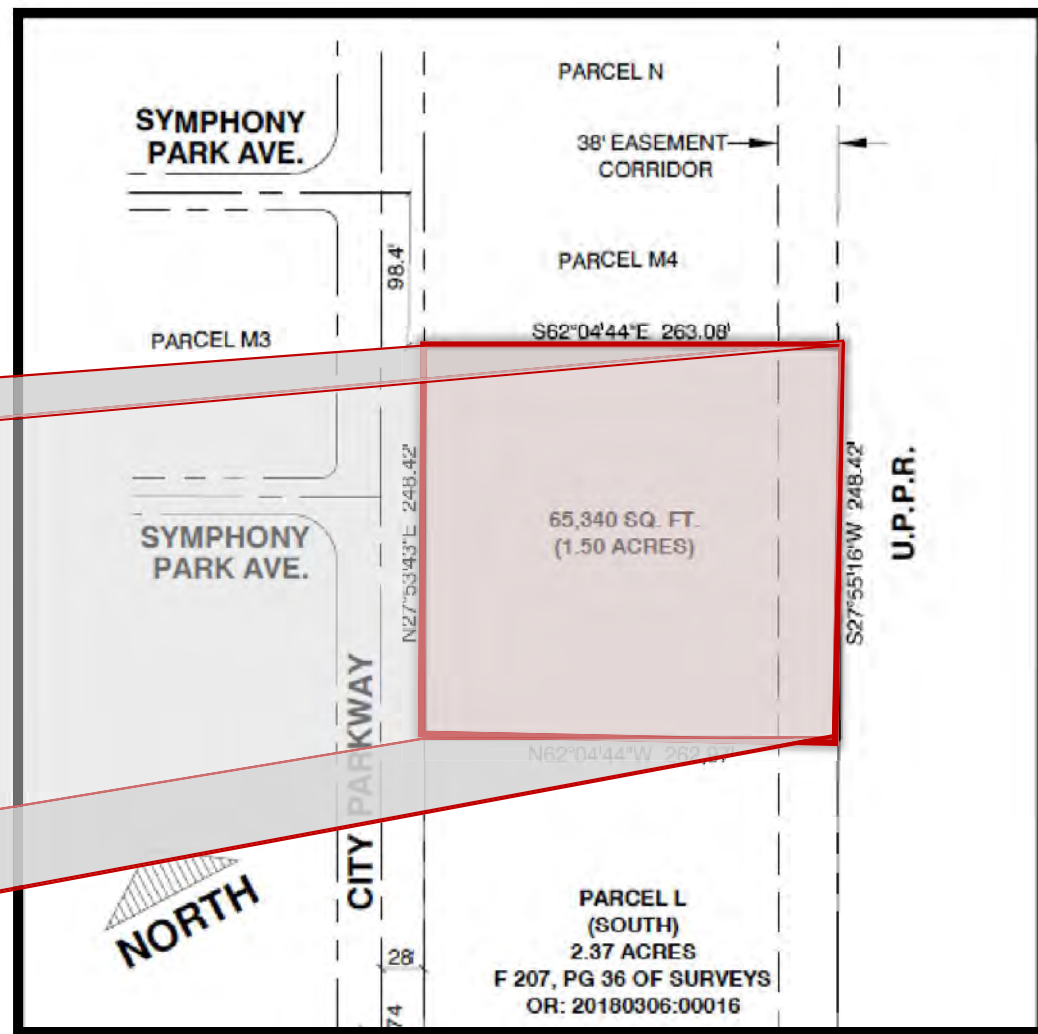 PARCEL N
SYMPHONY
PARK AVE.
38' EASEMENT
CORRIDOR
98.4'
PARCEL M4
PARCEL M3
S62°04'44"E 263.08'
N27°53'43"E 248.42'
65,340 SQ. FT.
(1.50 ACRES)
S27°55'16"W 248.42'
U.P.P.R.
SYMPHONY
PARK AVE.
CITY PARKWAY
N62°04'44"W 262.97'
NORTH
PARCEL L
(SOUTH)
2.37 ACRES
F 207, PG 36 OF SURVEYS
OR: 20180306:00016
28'
74